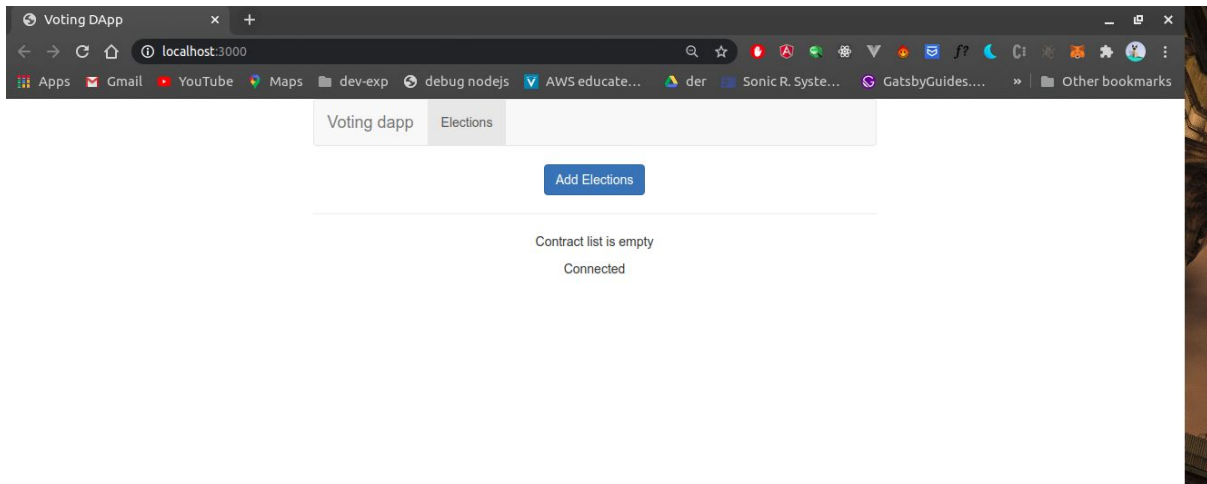 Voting DApp
localhost:3000
Apps Gmail YouTube Maps dev-exp debug nodejs AWS educate... der Sonic R. Syste... GatsbyGuides.... » Other bookmarks
Voting dapp Elections
Add Elections
Contract list is empty
Connected